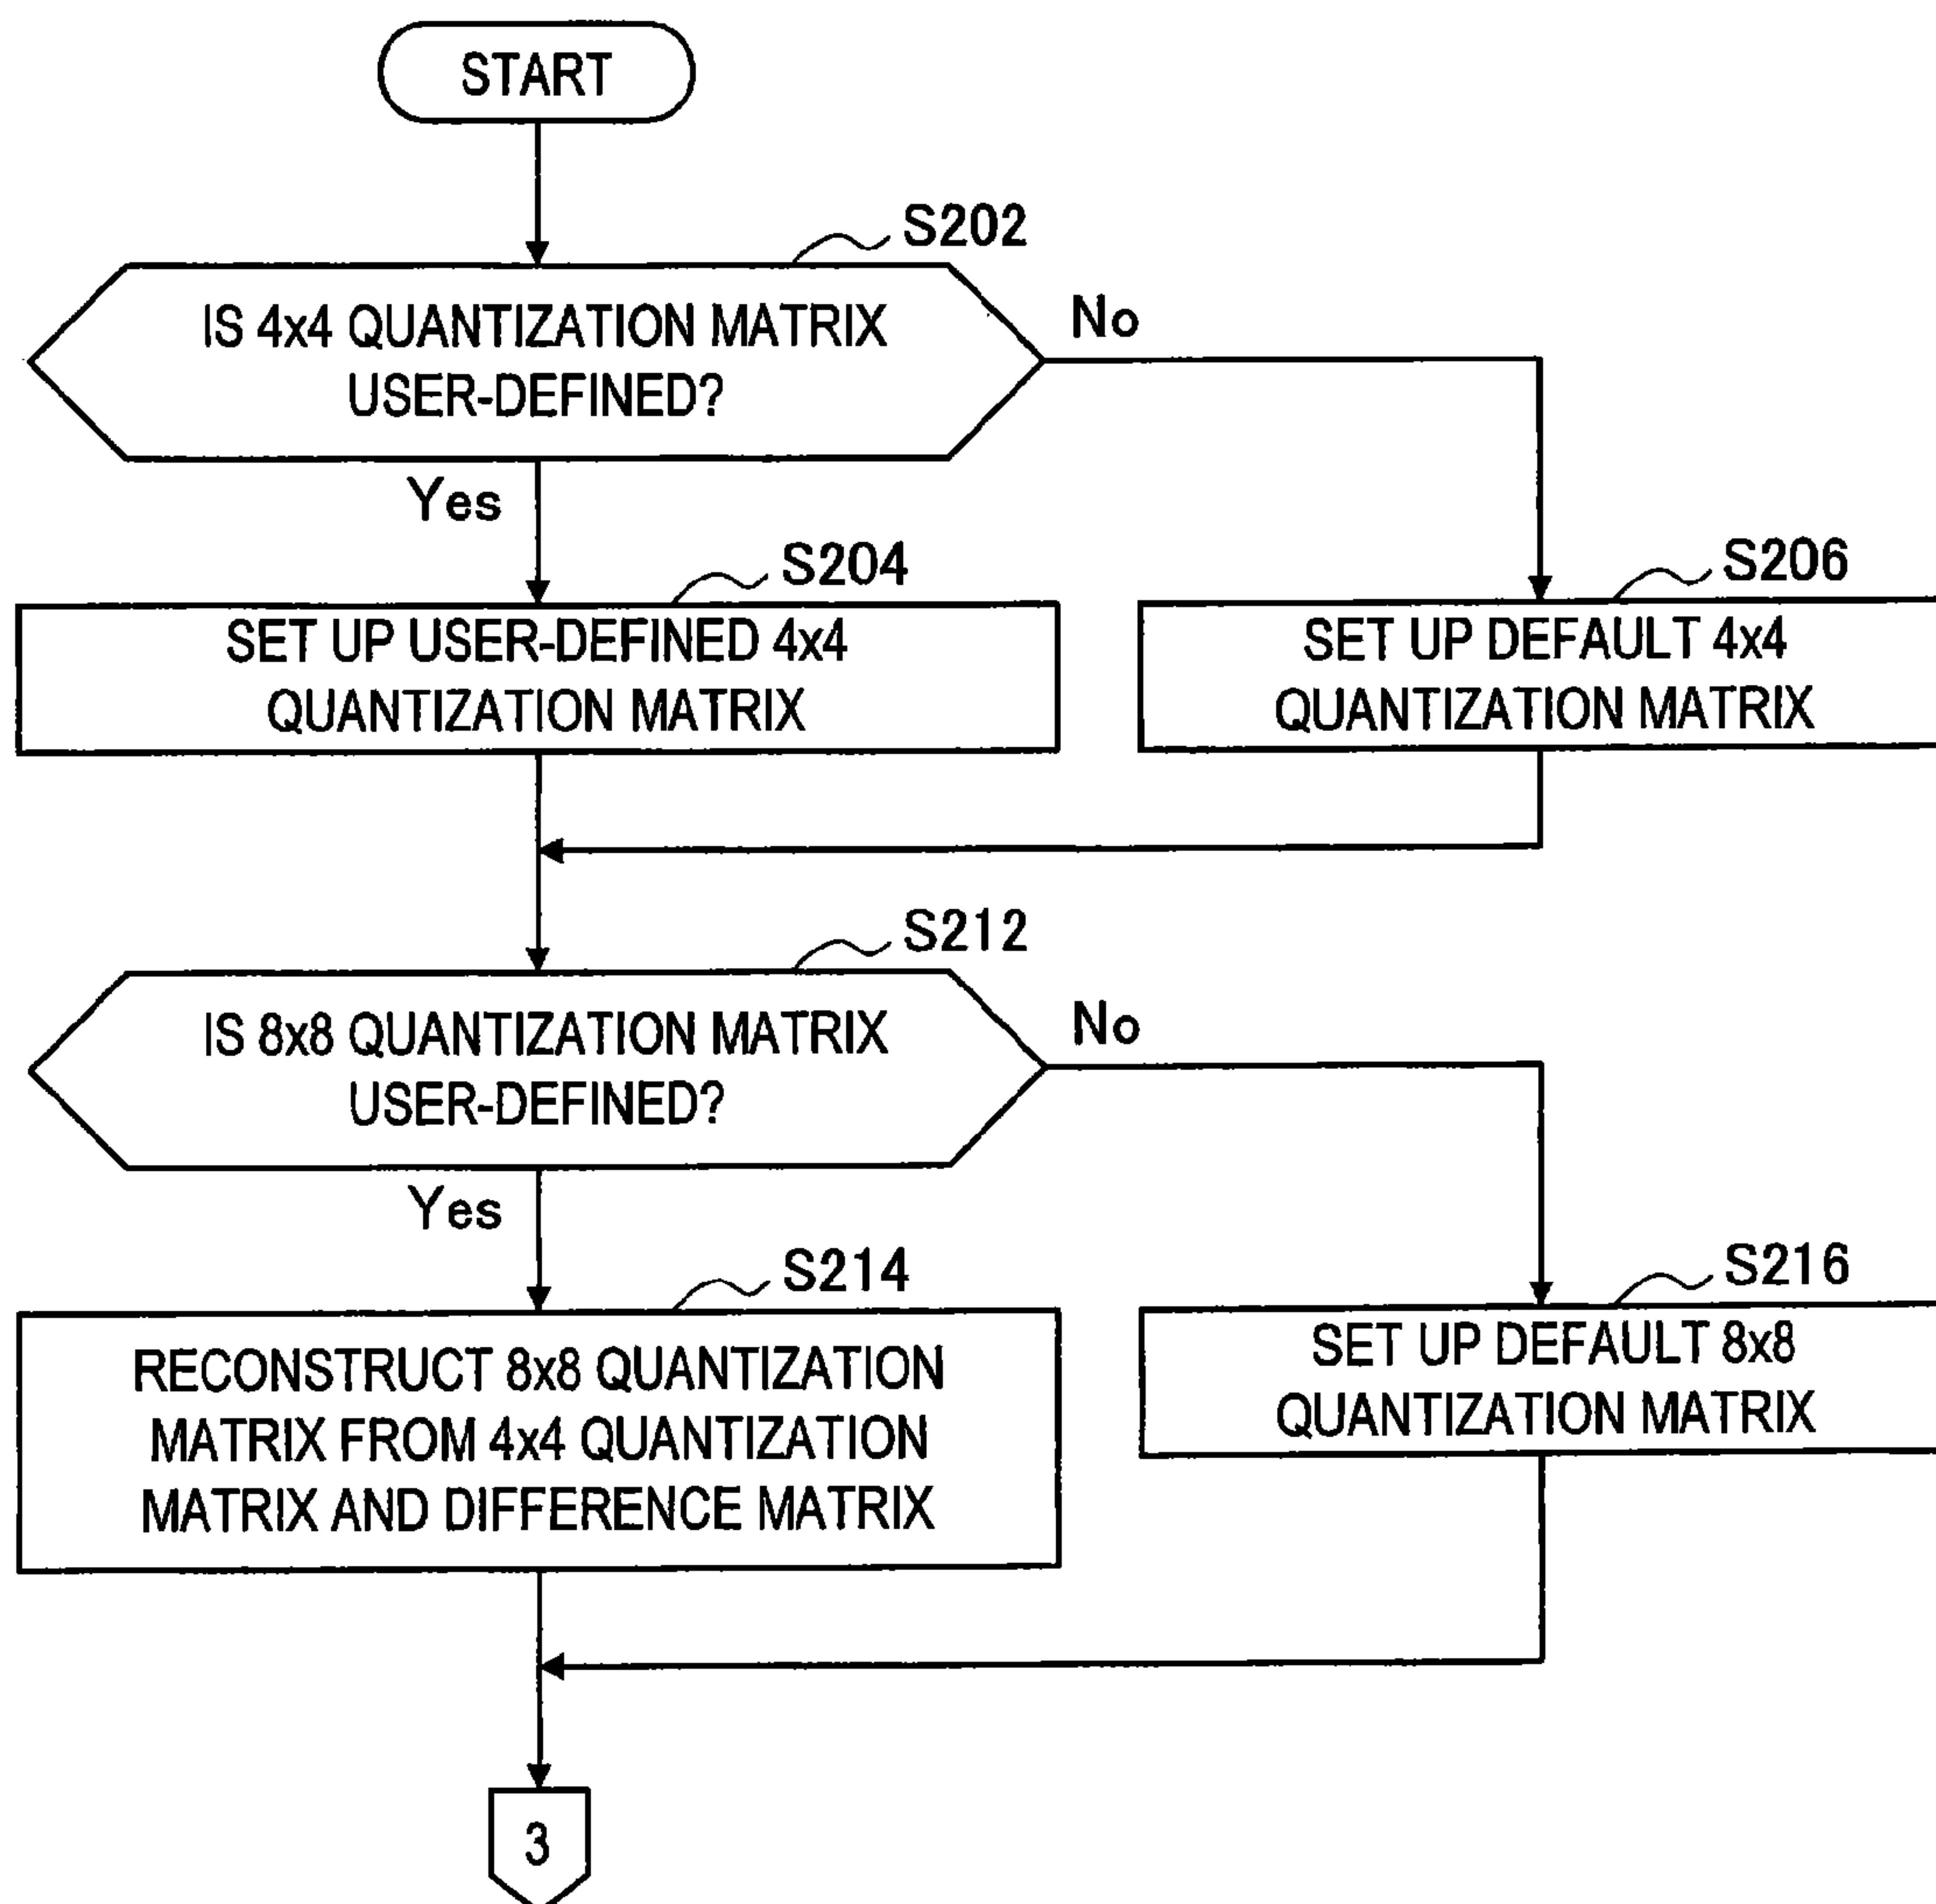 START
S202
IS 4x4 QUANTIZATION MATRIX
USER-DEFINED?
No
Yes
S204
SET UP USER-DEFINED 4x4
QUANTIZATION MATRIX
S206
SET UP DEFAULT 4x4
QUANTIZATION MATRIX
S212
IS 8x8 QUANTIZATION MATRIX
USER-DEFINED?
No
Yes
S214
RECONSTRUCT 8x8 QUANTIZATION
MATRIX FROM 4x4 QUANTIZATION
MATRIX AND DIFFERENCE MATRIX
S216
SET UP DEFAULT 8x8
QUANTIZATION MATRIX
3